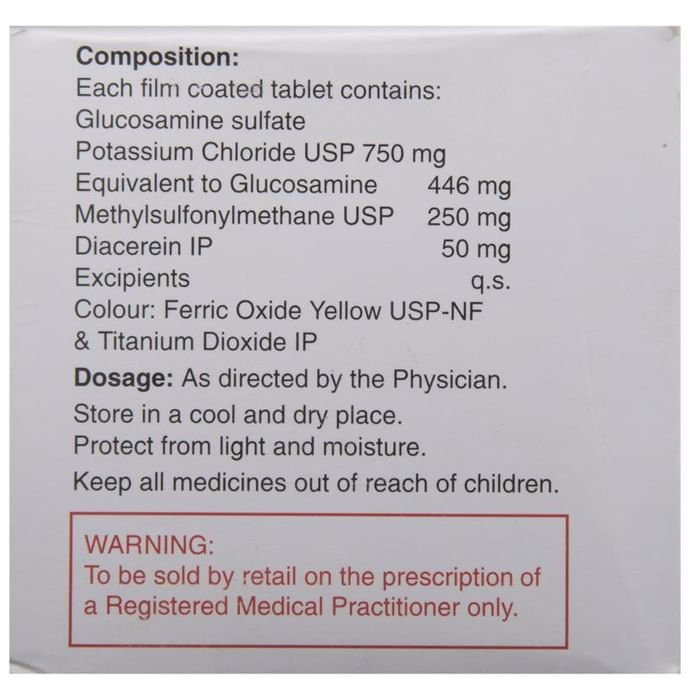 Composition:
Each film coated tablet contains:
Glucosamine sulfate
Potassium Chloride USP 750 mg
Equivalent to Glucosamine 446 mg
Methylsulfonylmethane USP 250 mg
Diacerein IP 50 mg
Excipients q.s.
Colour: Ferric Oxide Yellow USP-NF
& Titanium Dioxide IP
Dosage: As directed by the Physician.
Store in a cool and dry place.
Protect from light and moisture.
Keep all medicines out of reach of children.
WARNING:
To be sold by retail on the prescription of
a Registered Medical Practitioner only.